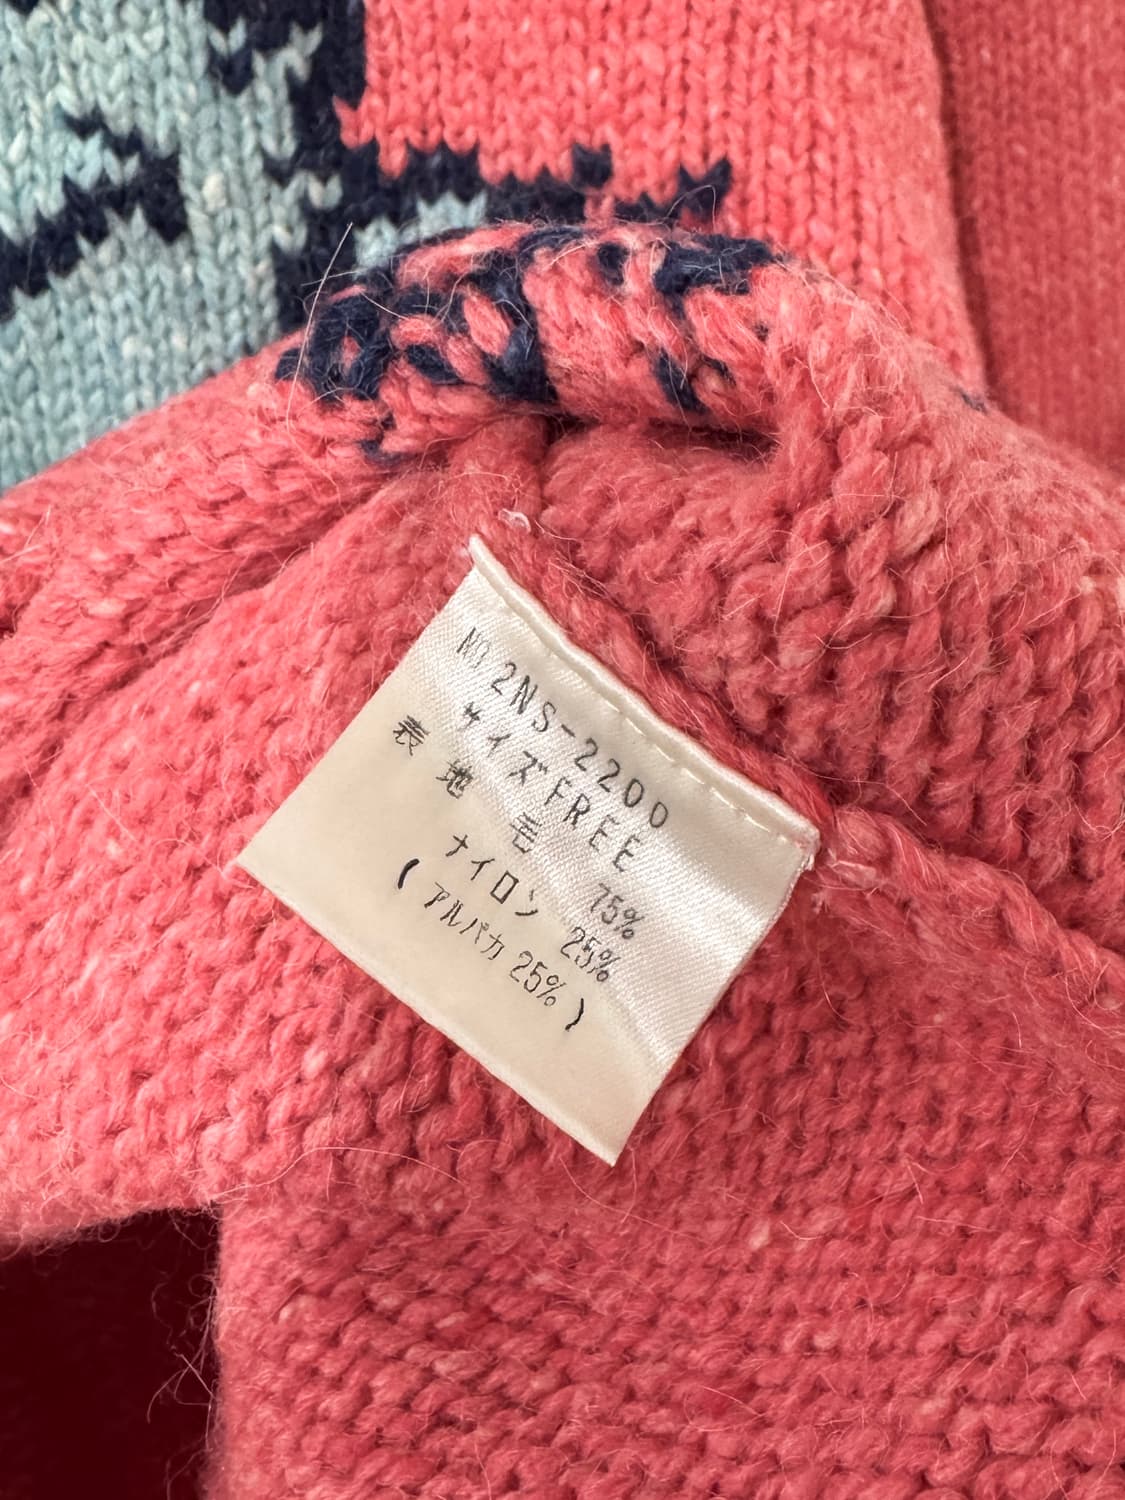 NO 2NS-2200
サイズFREE
表 地 毛 75%
ナイロン 25%
( アルパカ 25% )